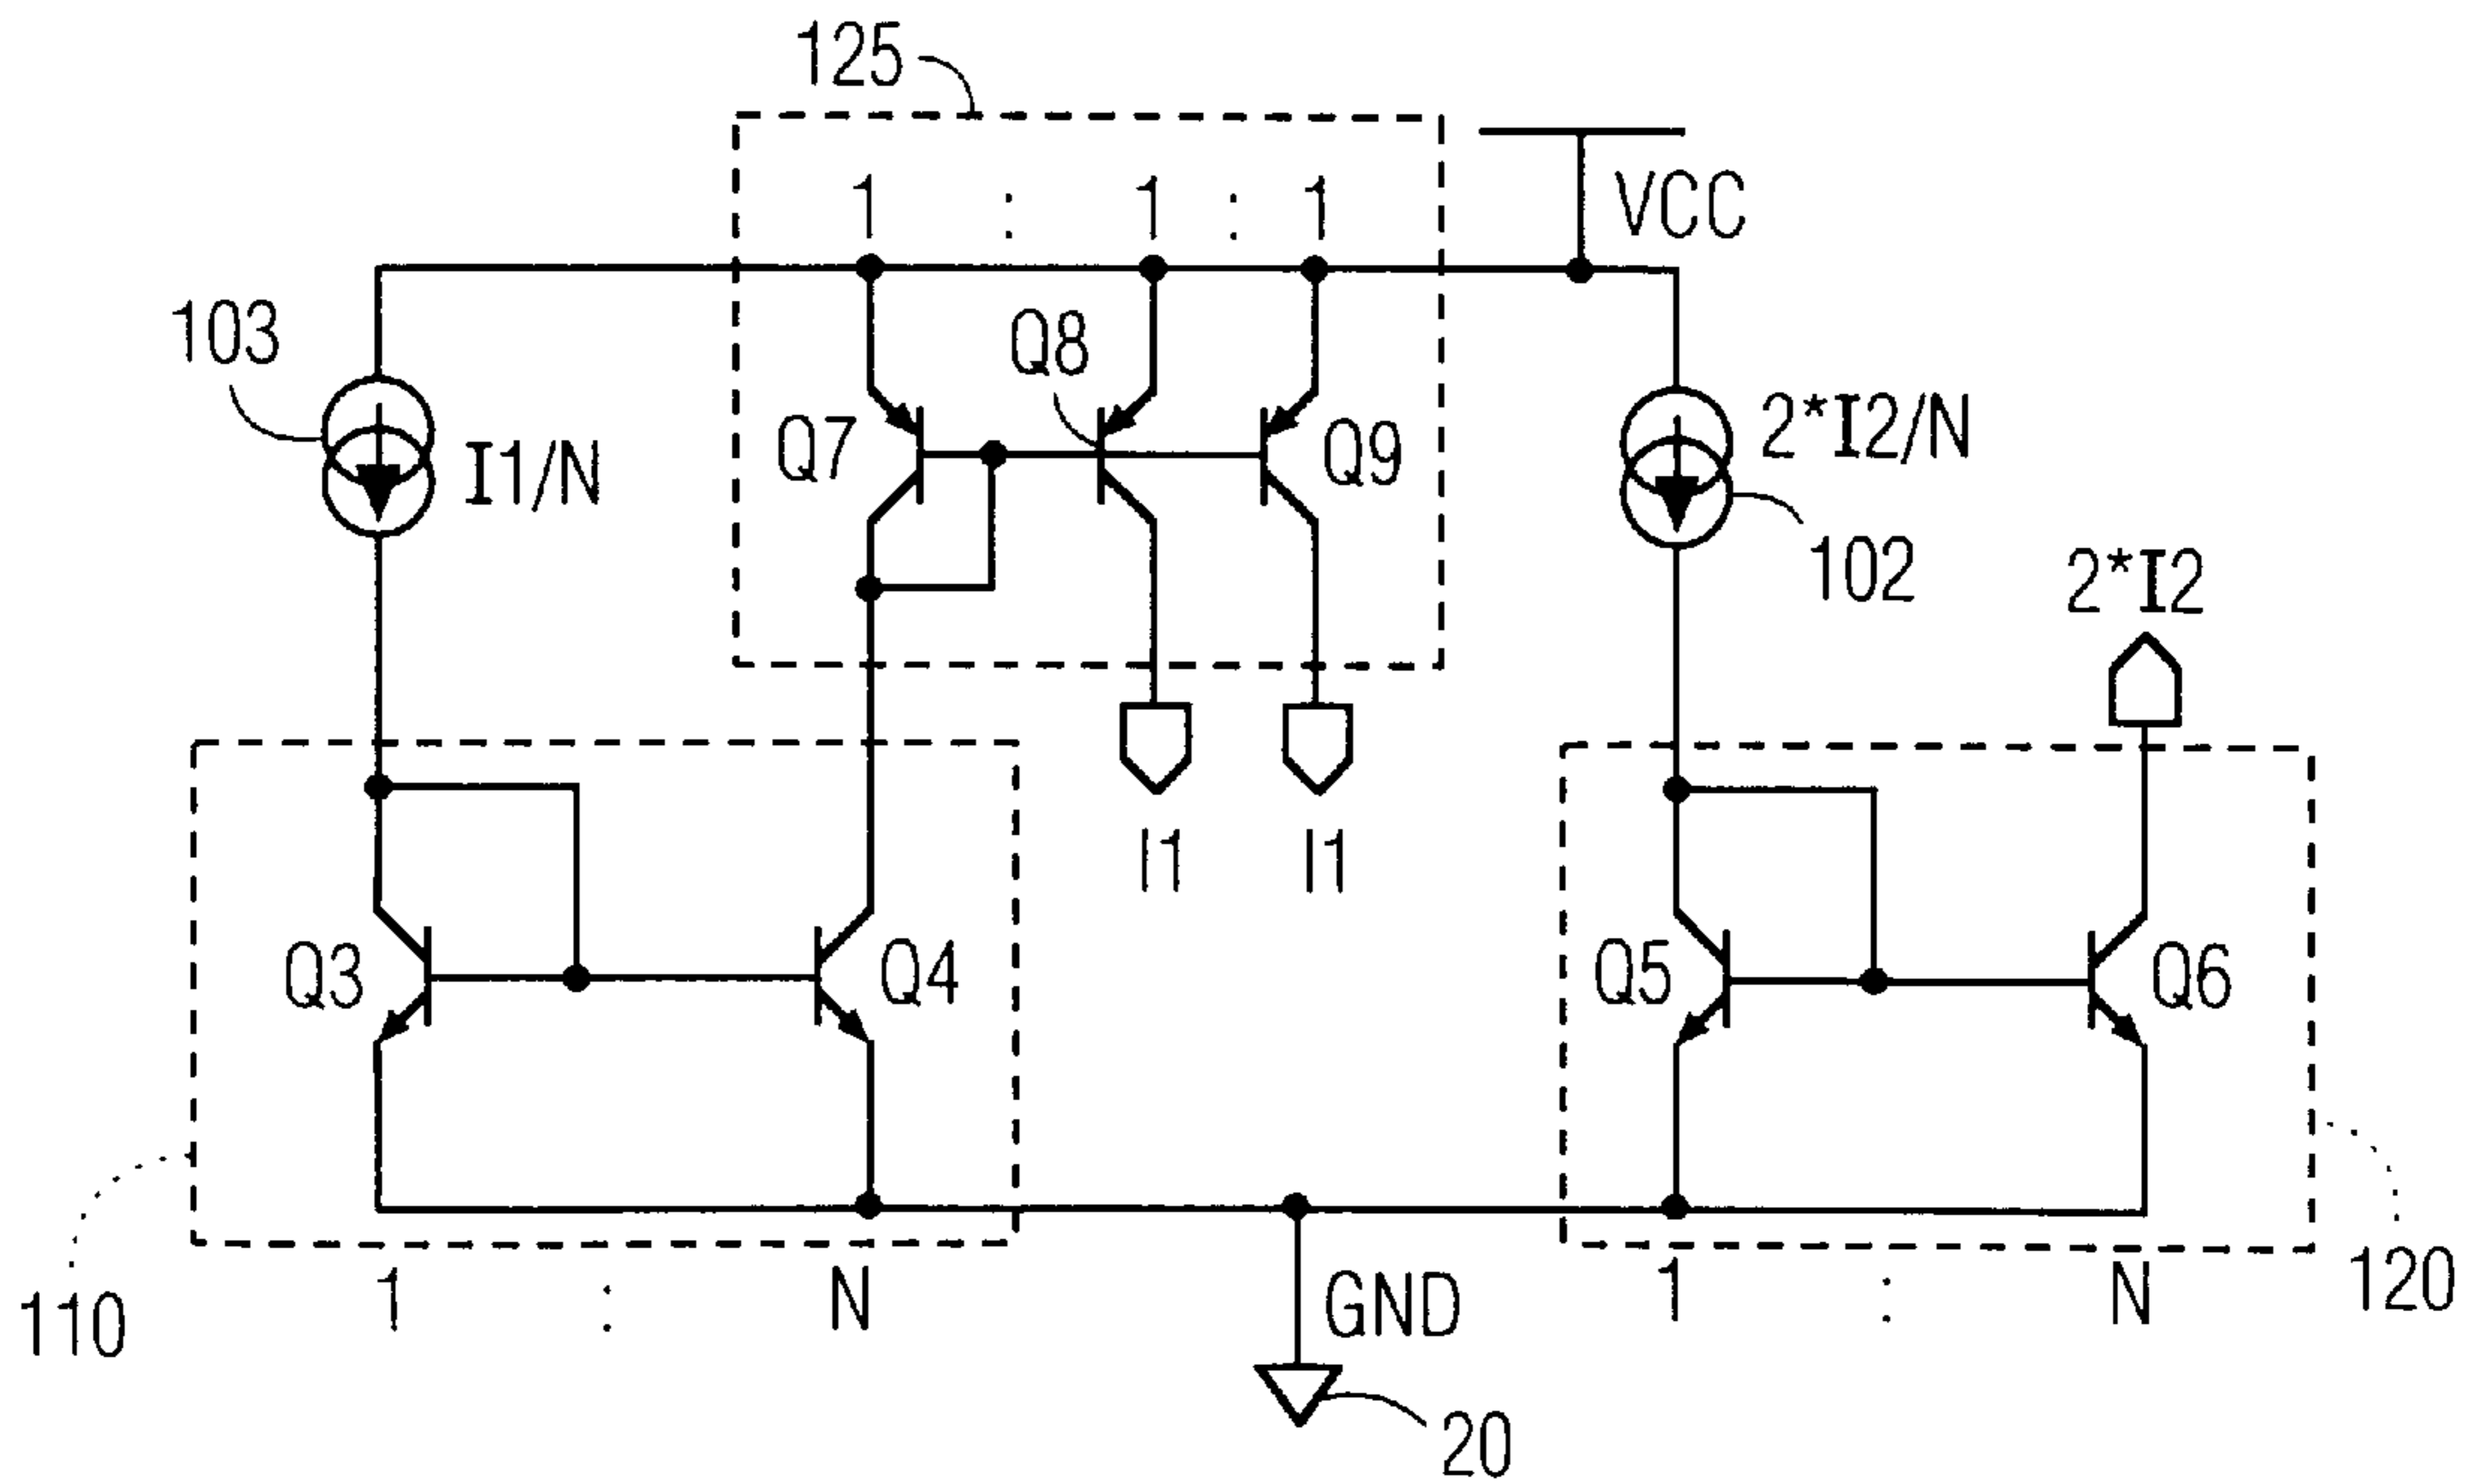 125
1 : 1 : 1
VCC
103
Q8
Q7
Q9
2*I2/N
I1/N
102
2*I2
I1 I1
Q3
Q4
Q5
Q6
110
1 : N
GND
1 : N
120
20